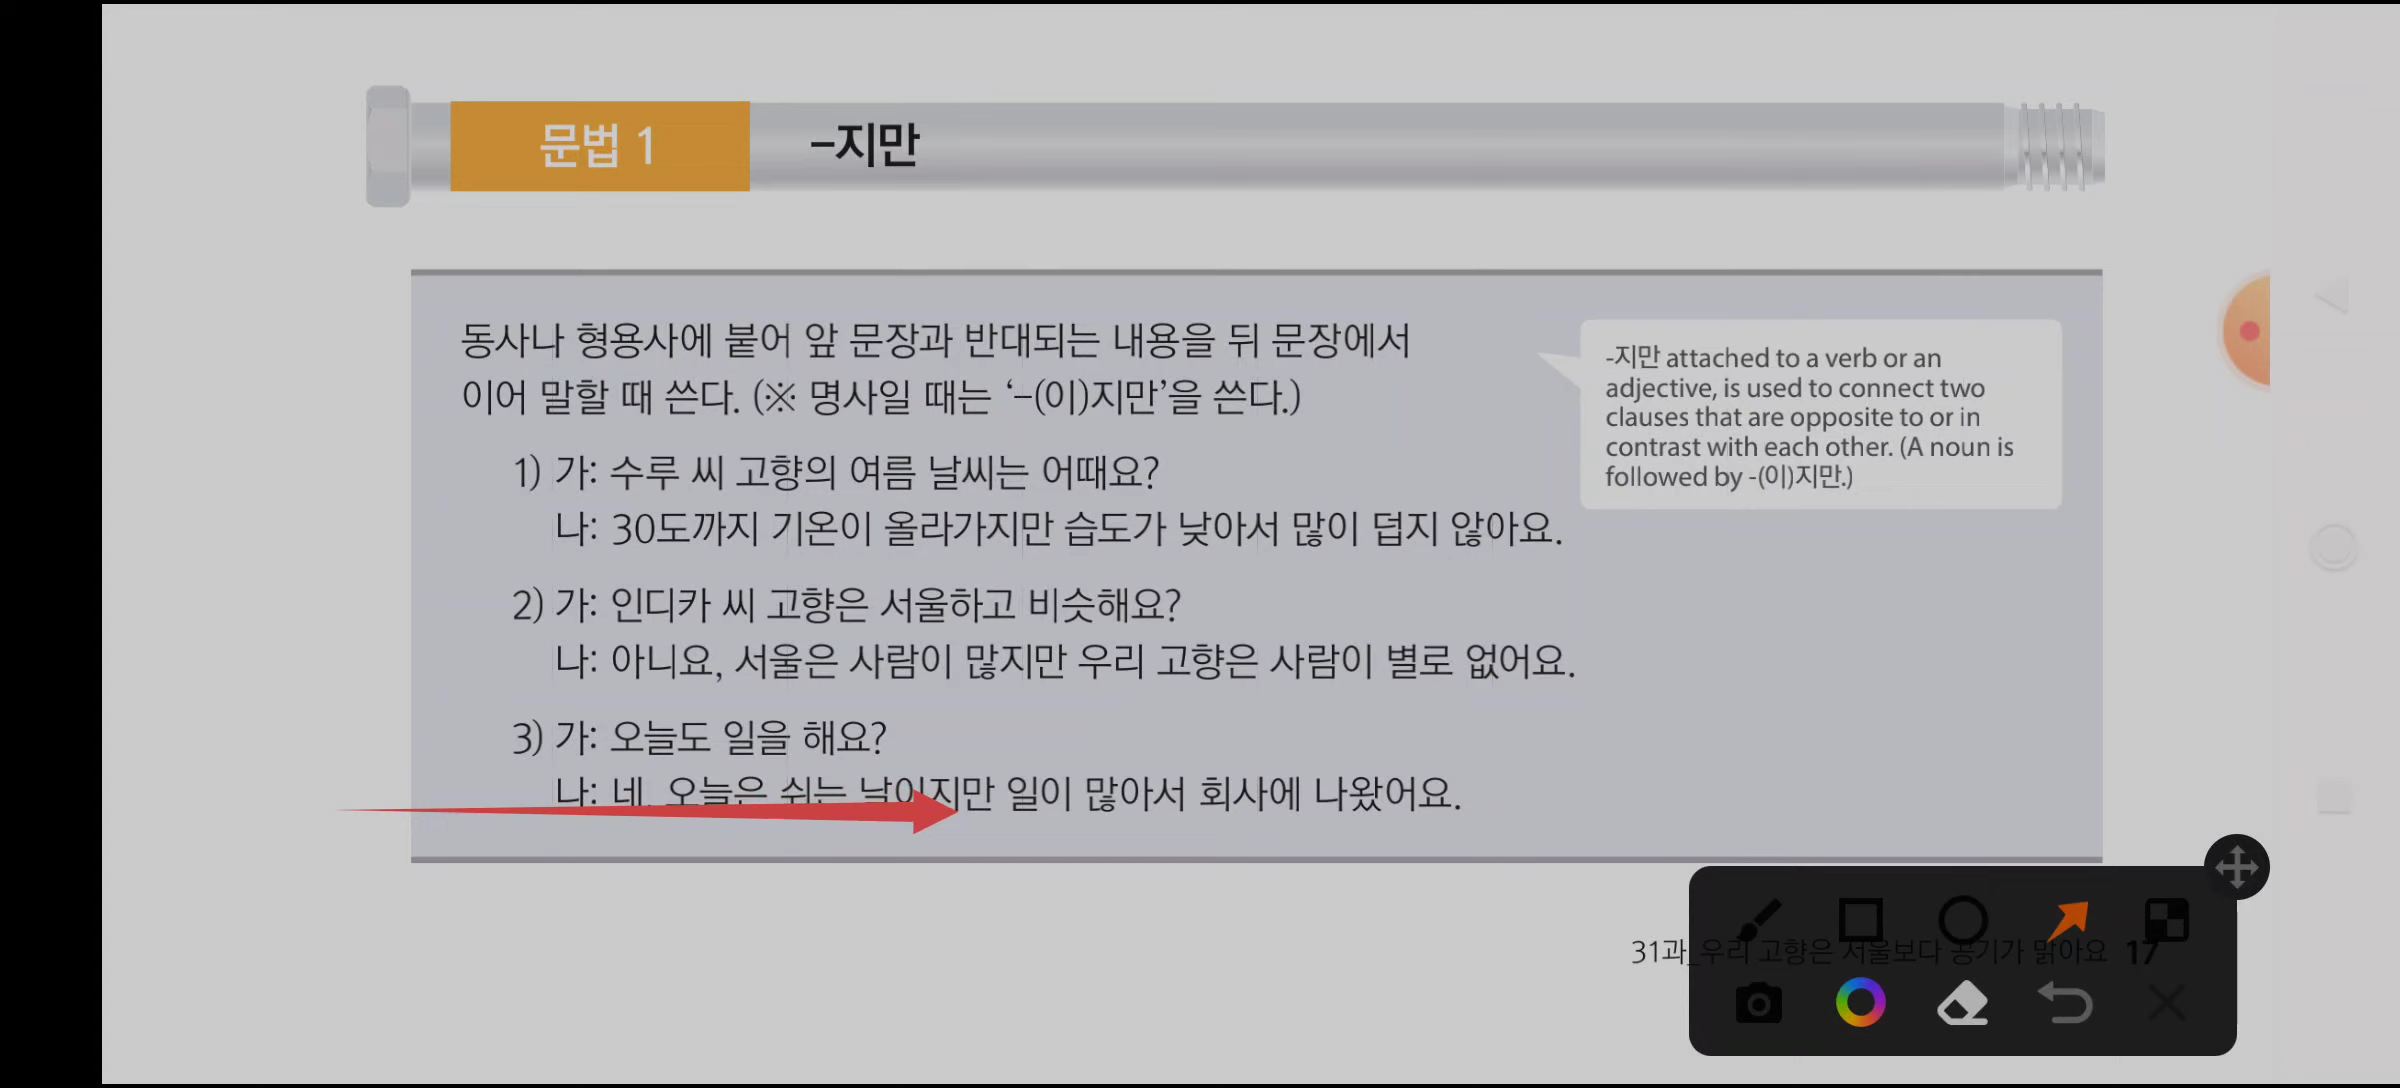 문법 1
-지만
동사나 형용사에 붙어 앞 문장과 반대되는 내용을 뒤 문장에서
이어 말할 때 쓴다. (※ 명사일 때는 ‘-(이)지만’을 쓴다.)
-지만 attached to a verb or an
adjective, is used to connect two
clauses that are opposite to or in
contrast with each other. (A noun is
followed by -(이)지만.)
1) 가: 수루 씨 고향의 여름 날씨는 어때요?
나: 30도까지 기온이 올라가지만 습도가 낮아서 많이 덥지 않아요.
2) 가: 인디카 씨 고향은 서울하고 비슷해요?
나: 아니요, 서울은 사람이 많지만 우리 고향은 사람이 별로 없어요.
3) 가: 오늘도 일을 해요?
나: 네, 오늘은 쉬는 날이지만 일이 많아서 회사에 나왔어요.
31과_우리 고향은 서울보다 공기가 맑아요 17